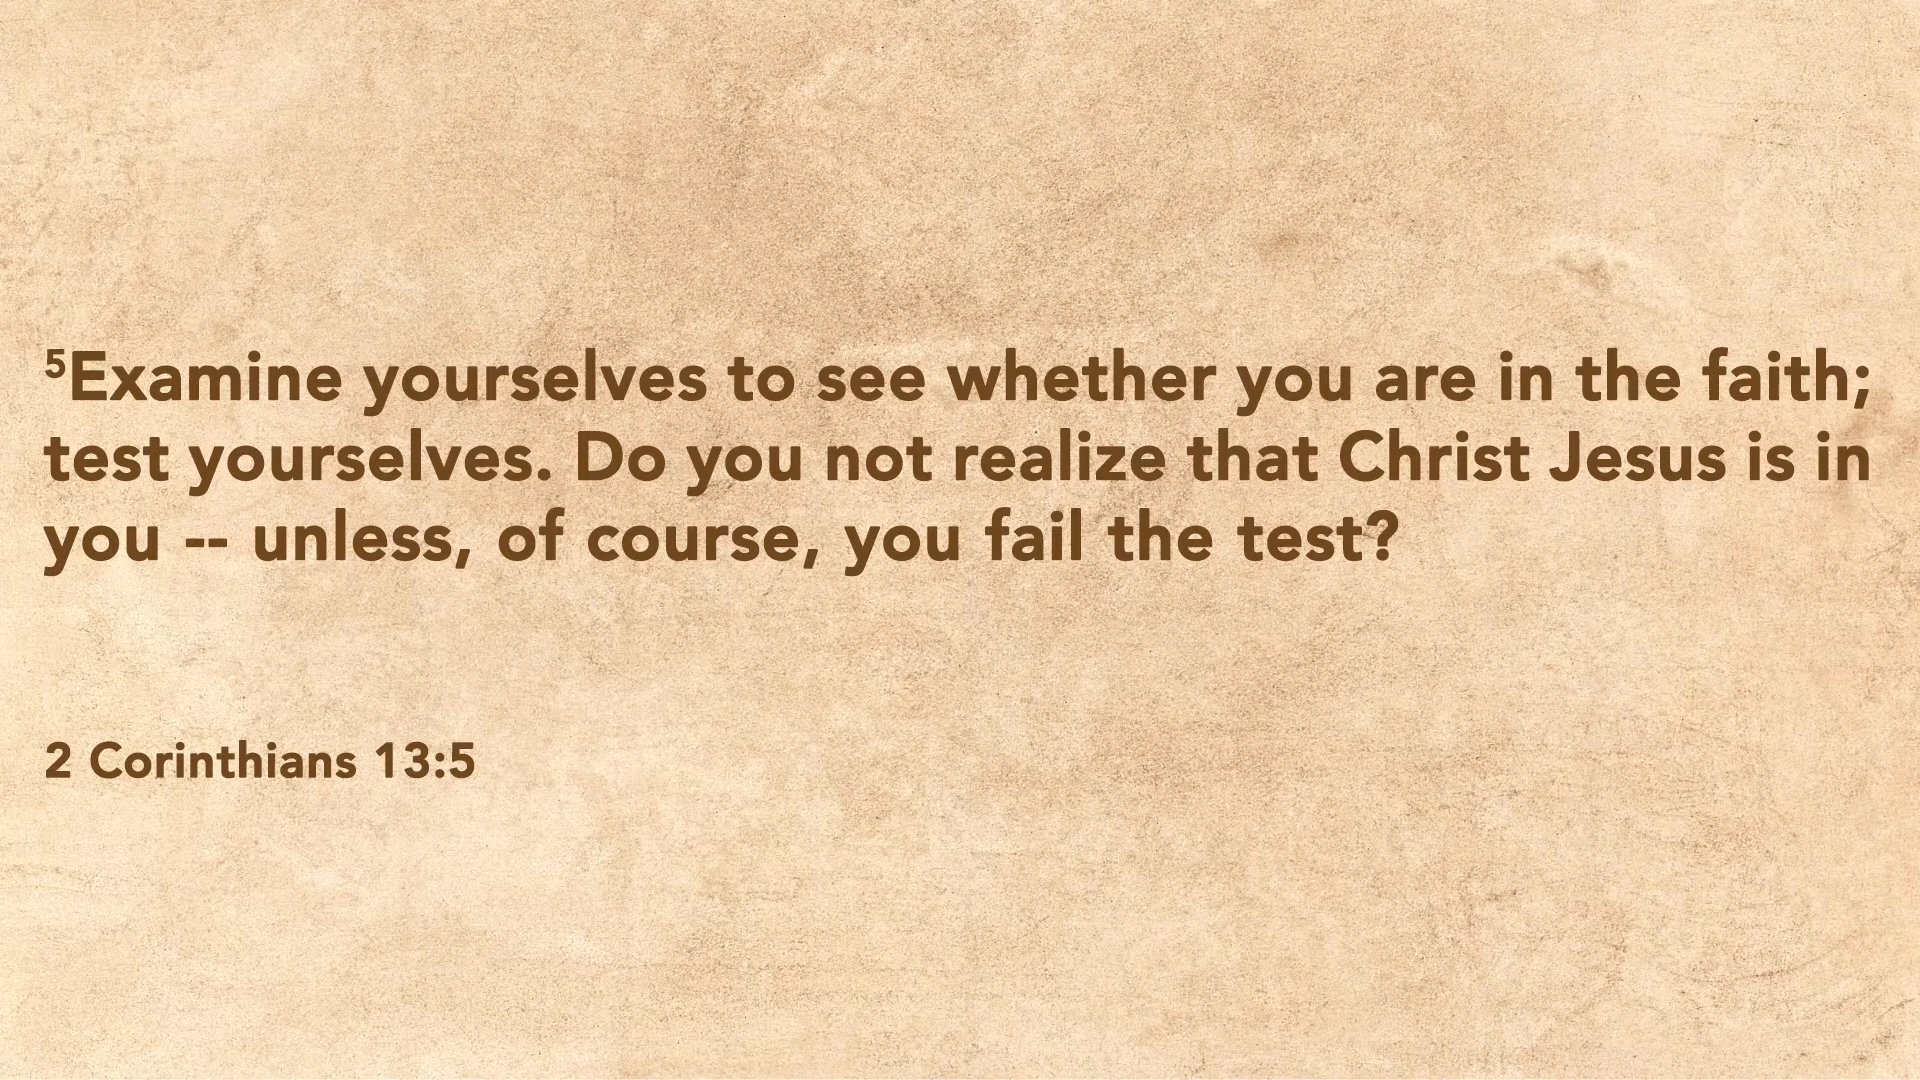 ⁵Examine yourselves to see whether you are in the faith;
test yourselves. Do you not realize that Christ Jesus is in
you -- unless, of course, you fail the test?
2 Corinthians 13:5